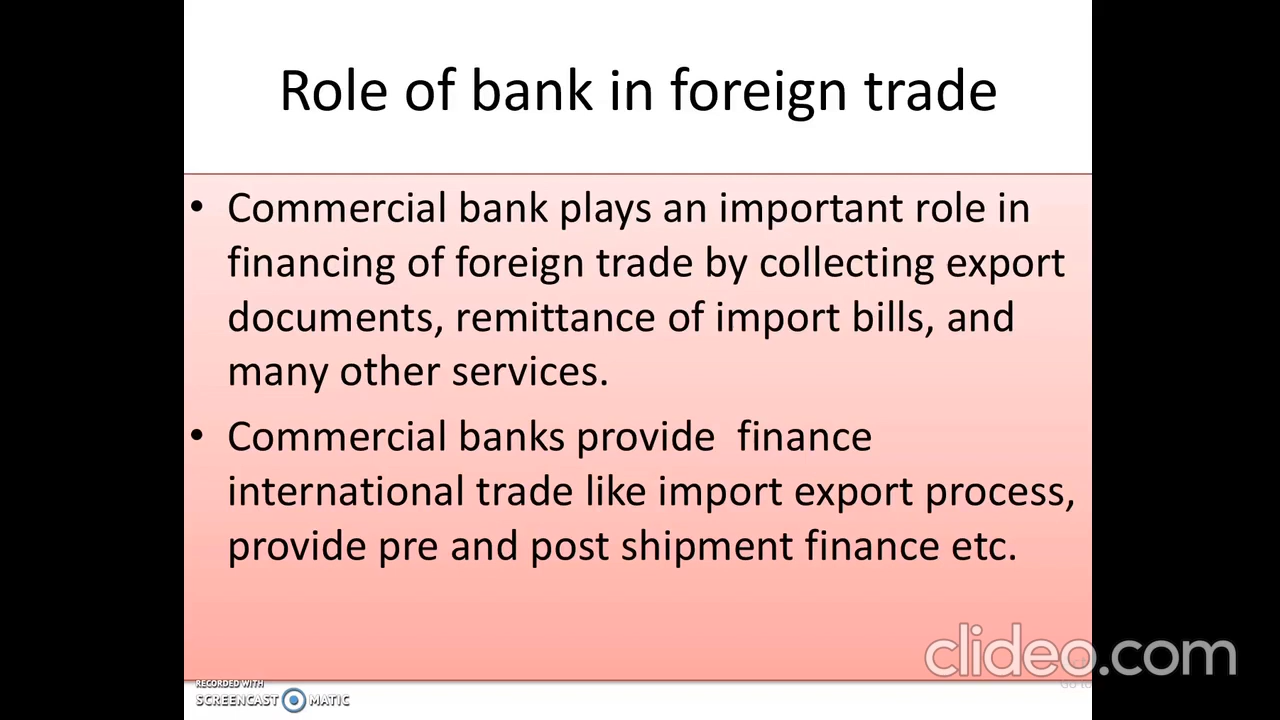 Role of bank in foreign trade
• Commercial bank plays an important role in
financing of foreign trade by collecting export
documents, remittance of import bills, and
many other services.
• Commercial banks provide  finance
international trade like import export process,
provide pre and post shipment finance etc.
clideo.com
RECORDED WITH
SCREENCAST MATIC